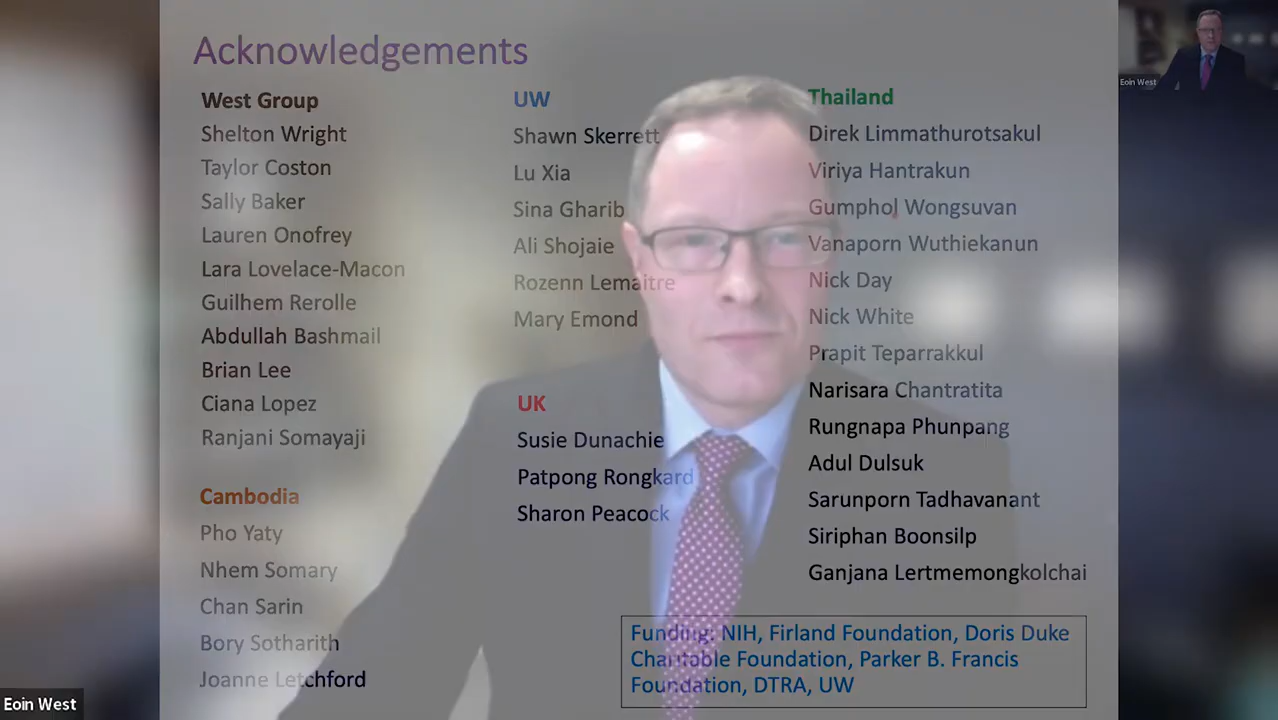 Acknowledgements
West Group
Shelton Wright
Taylor Coston
Sally Baker
Lauren Onofrey
Lara Lovelace-Macon
Guilhem Rerolle
Abdullah Bashmail
Brian Lee
Ciana Lopez
Ranjani Somayaji
Cambodia
Pho Yaty
Nhem Somary
Chan Sarin
Bory Sotharith
Joanne Letchford
UW
Shawn Skerrett
Lu Xia
Sina Gharib
Ali Shojaie
Rozenn Lemaitre
Mary Emond
UK
Susie Dunachie
Patpong Rongkard
Sharon Peacock
Thailand
Direk Limmathurotsakul
Viriya Hantrakun
Gumphol Wongsuvan
Vanaporn Wuthiekanun
Nick Day
Nick White
Prapit Teparrakkul
Narisara Chantratita
Rungnapa Phunpang
Adul Dulsuk
Sarunporn Tadhavanant
Siriphan Boonsilp
Ganjana Lertmemongkolchai
Funding: NIH, Firland Foundation, Doris Duke
Charitable Foundation, Parker B. Francis
Foundation, DTRA, UW
Eoin West
Eoin West